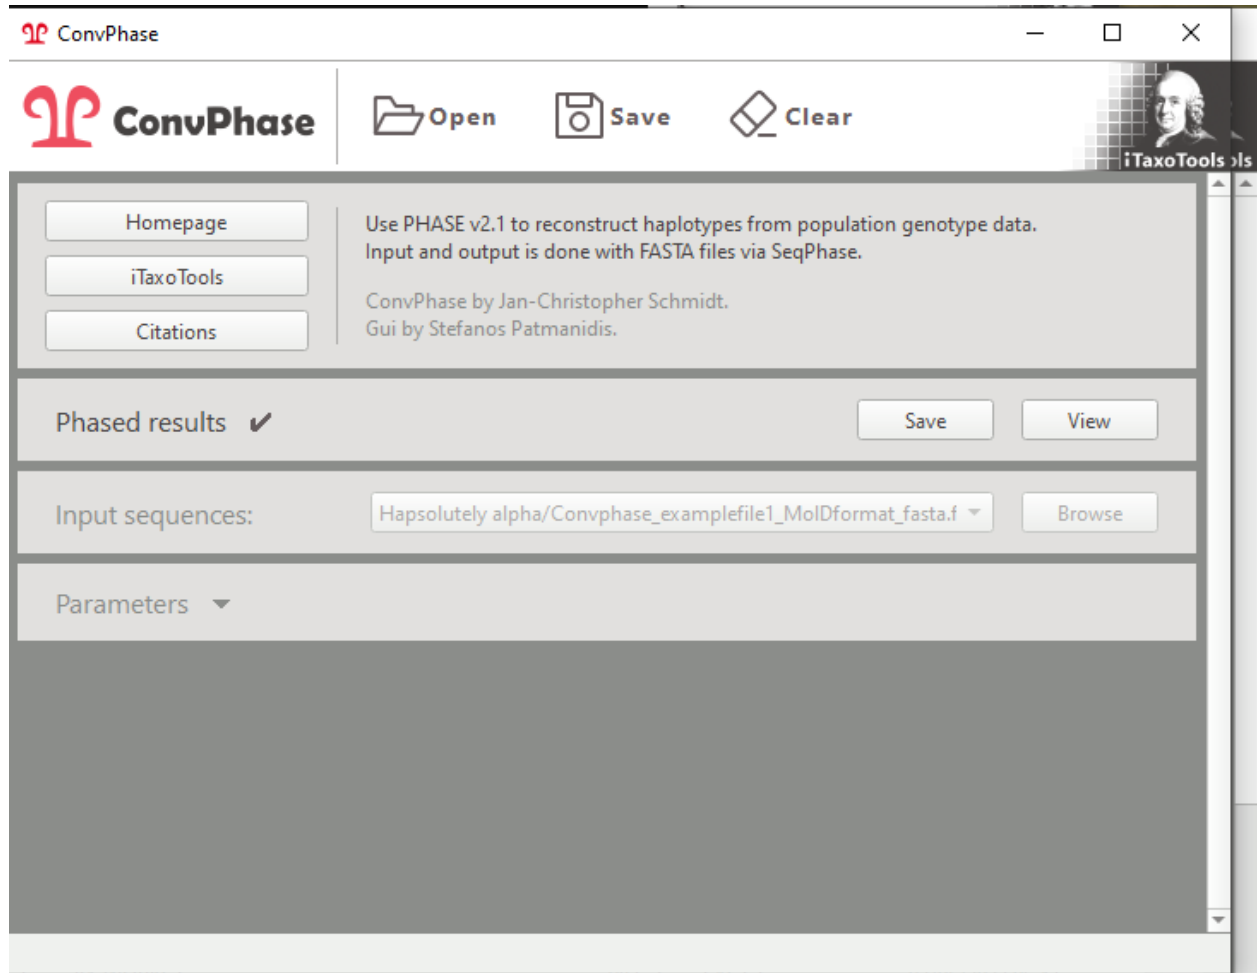 ConvPhase
ConvPhase
Open
Save
Clear
iTaxoTools
ols
Homepage
iTaxoTools
Citations
Use PHASE v2.1 to reconstruct haplotypes from population genotype data.
Input and output is done with FASTA files via SeqPhase.
ConvPhase by Jan-Christopher Schmidt.
Gui by Stefanos Patmanidis.
Phased results ✔
Save
View
Input sequences:
Hapsolutely alpha/Convphase_examplefile1_MolDformat_fasta.f
Browse
Parameters